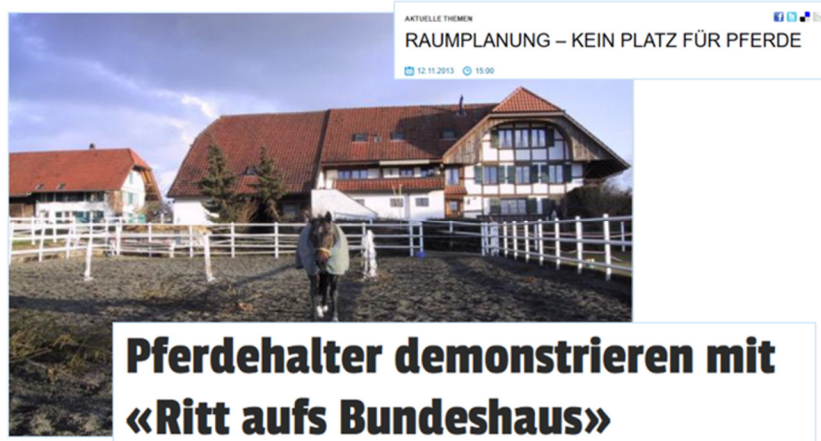 AKTUELLE THEMEN
RAUMPLANUNG – KEIN PLATZ FÜR PFERDE
12.11.2013 15:00
Pferdehalter demonstrieren mit
«Ritt aufs Bundeshaus»